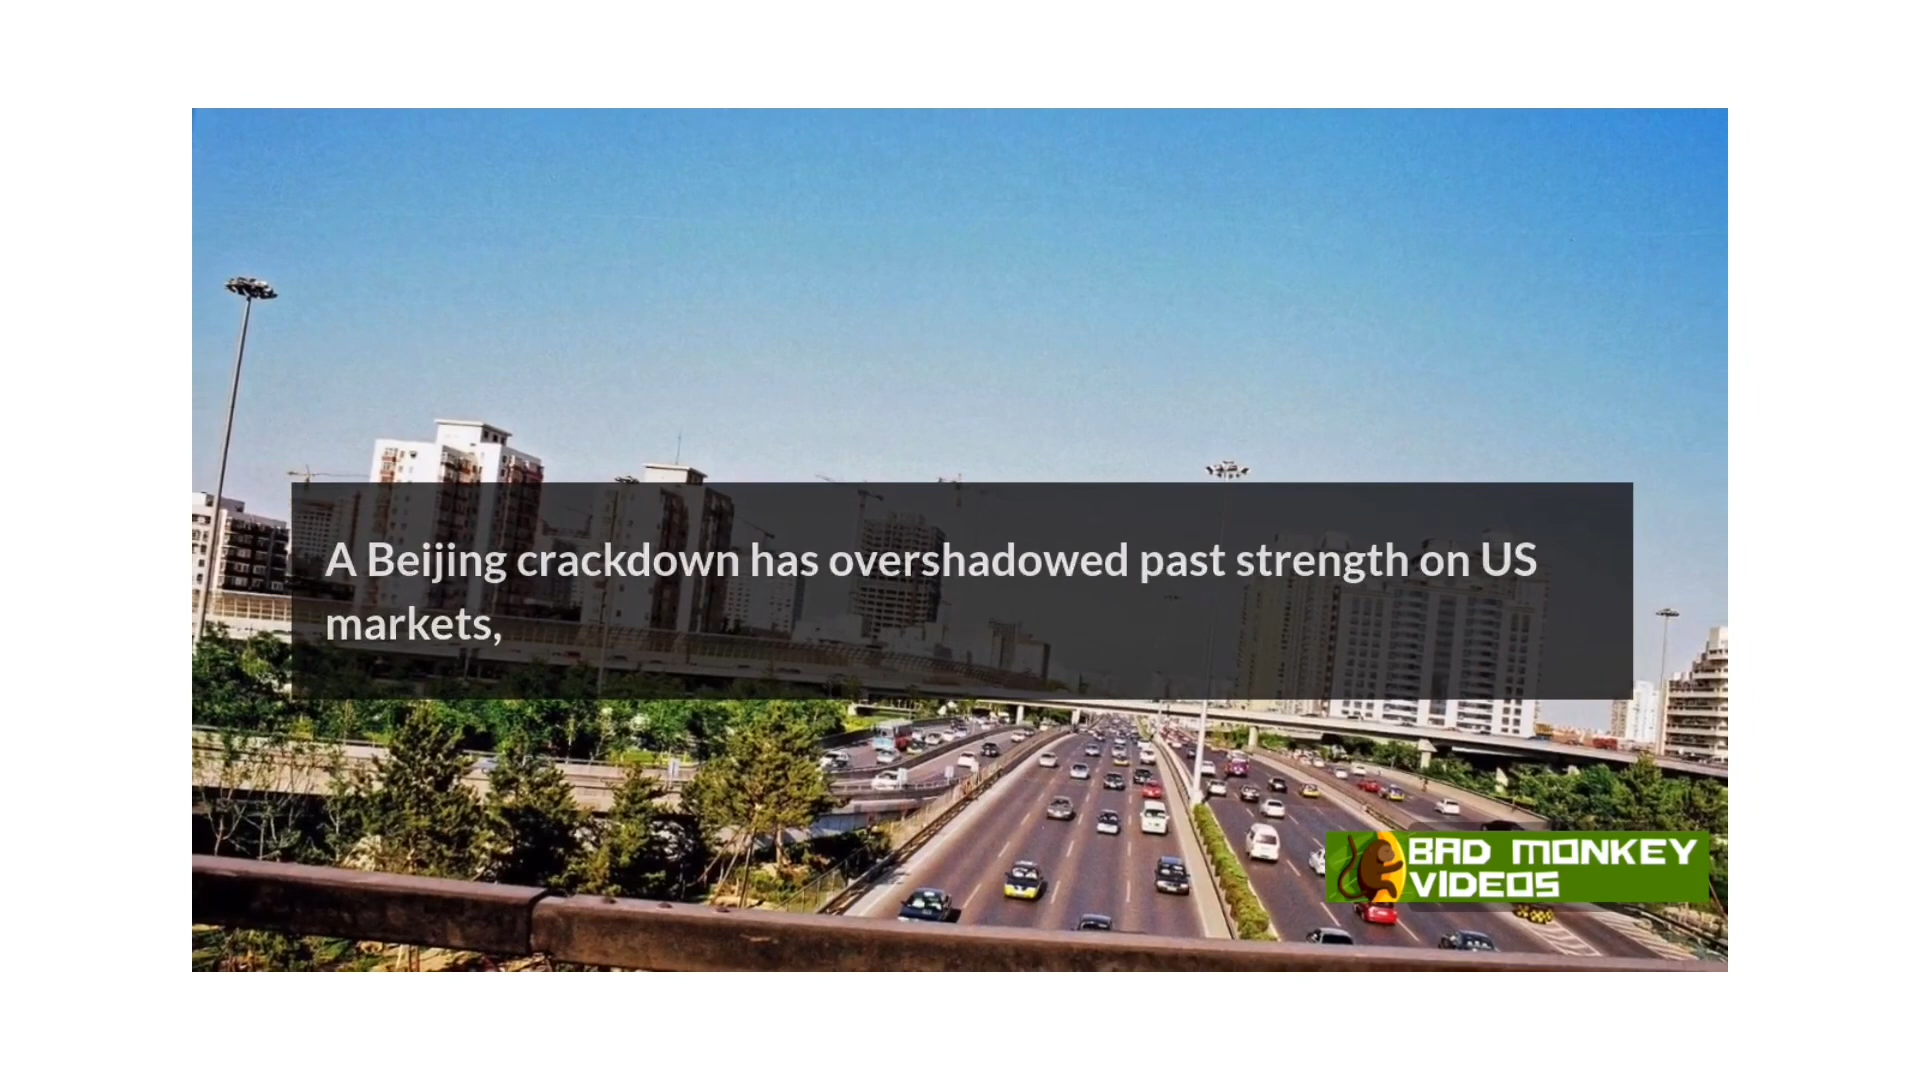 A Beijing crackdown has overshadowed past strength on US
markets,
BAD MONKEY
VIDEOS